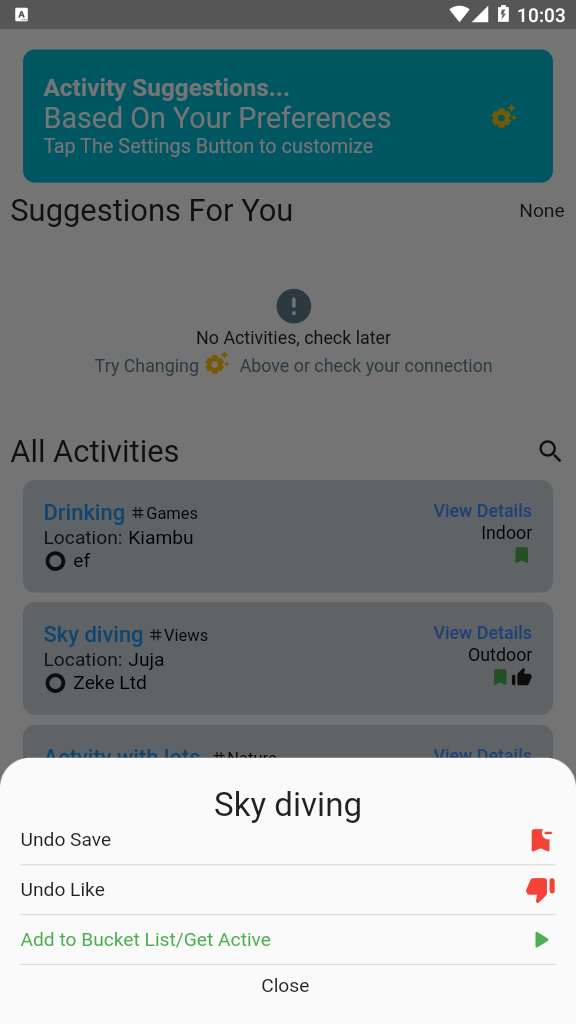 10:03
Activity Suggestions...
Based On Your Preferences
Tap The Settings Button to customize
Suggestions For You None
No Activities, check later
Try Changing Above or check your connection
All Activities
Drinking #Games View Details
Location: Kiambu Indoor
ef
Sky diving #Views View Details
Location: Juja Outdoor
Zeke Ltd
Actvity with lots #Nature View Details
Sky diving
Undo Save
Undo Like
Add to Bucket List/Get Active
Close